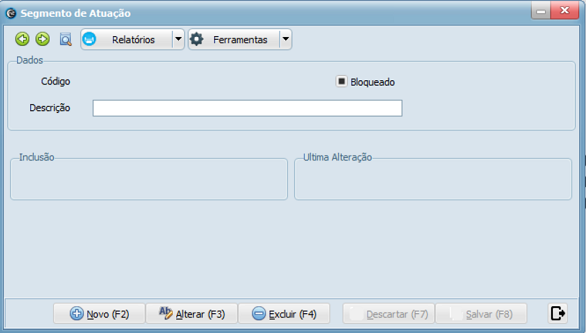 Segmento de Atuação
Relatórios Ferramentas
Dados
Código Bloqueado
Descrição
Inclusão Ultima Alteração
Novo (F2) Alterar (F3) Excluir (F4) Descartar (F7) Salvar (F8)